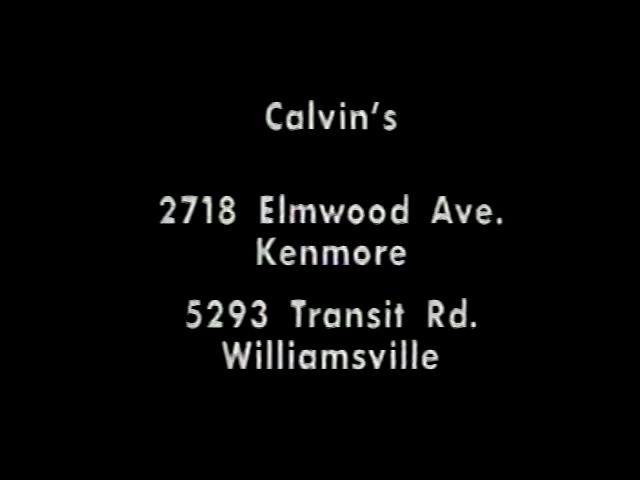 Calvin's
2718 Elmwood Ave.
Kenmore
5293 Transit Rd.
Williamsville